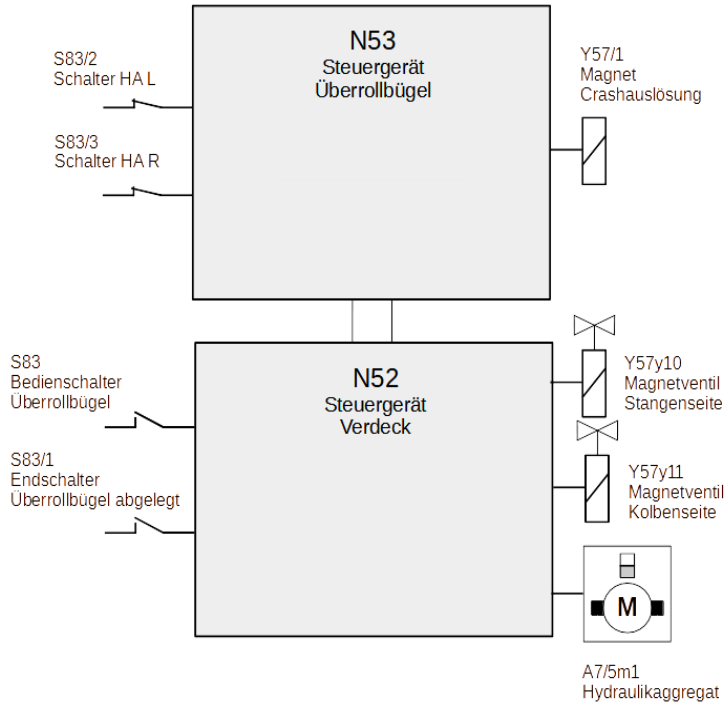 N53
Steuergerät
Überrollbügel
S83/2
Schalter HA L
S83/3
Schalter HA R
Y57/1
Magnet
Crashauslösung
N52
Steuergerät
Verdeck
S83
Bedienschalter
Überrollbügel
S83/1
Endschalter
Überrollbügel abgelegt
Y57y10
Magnetventil
Stangenseite
Y57y11
Magnetventil
Kolbenseite
M
A7/5m1
Hydraulikaggregat